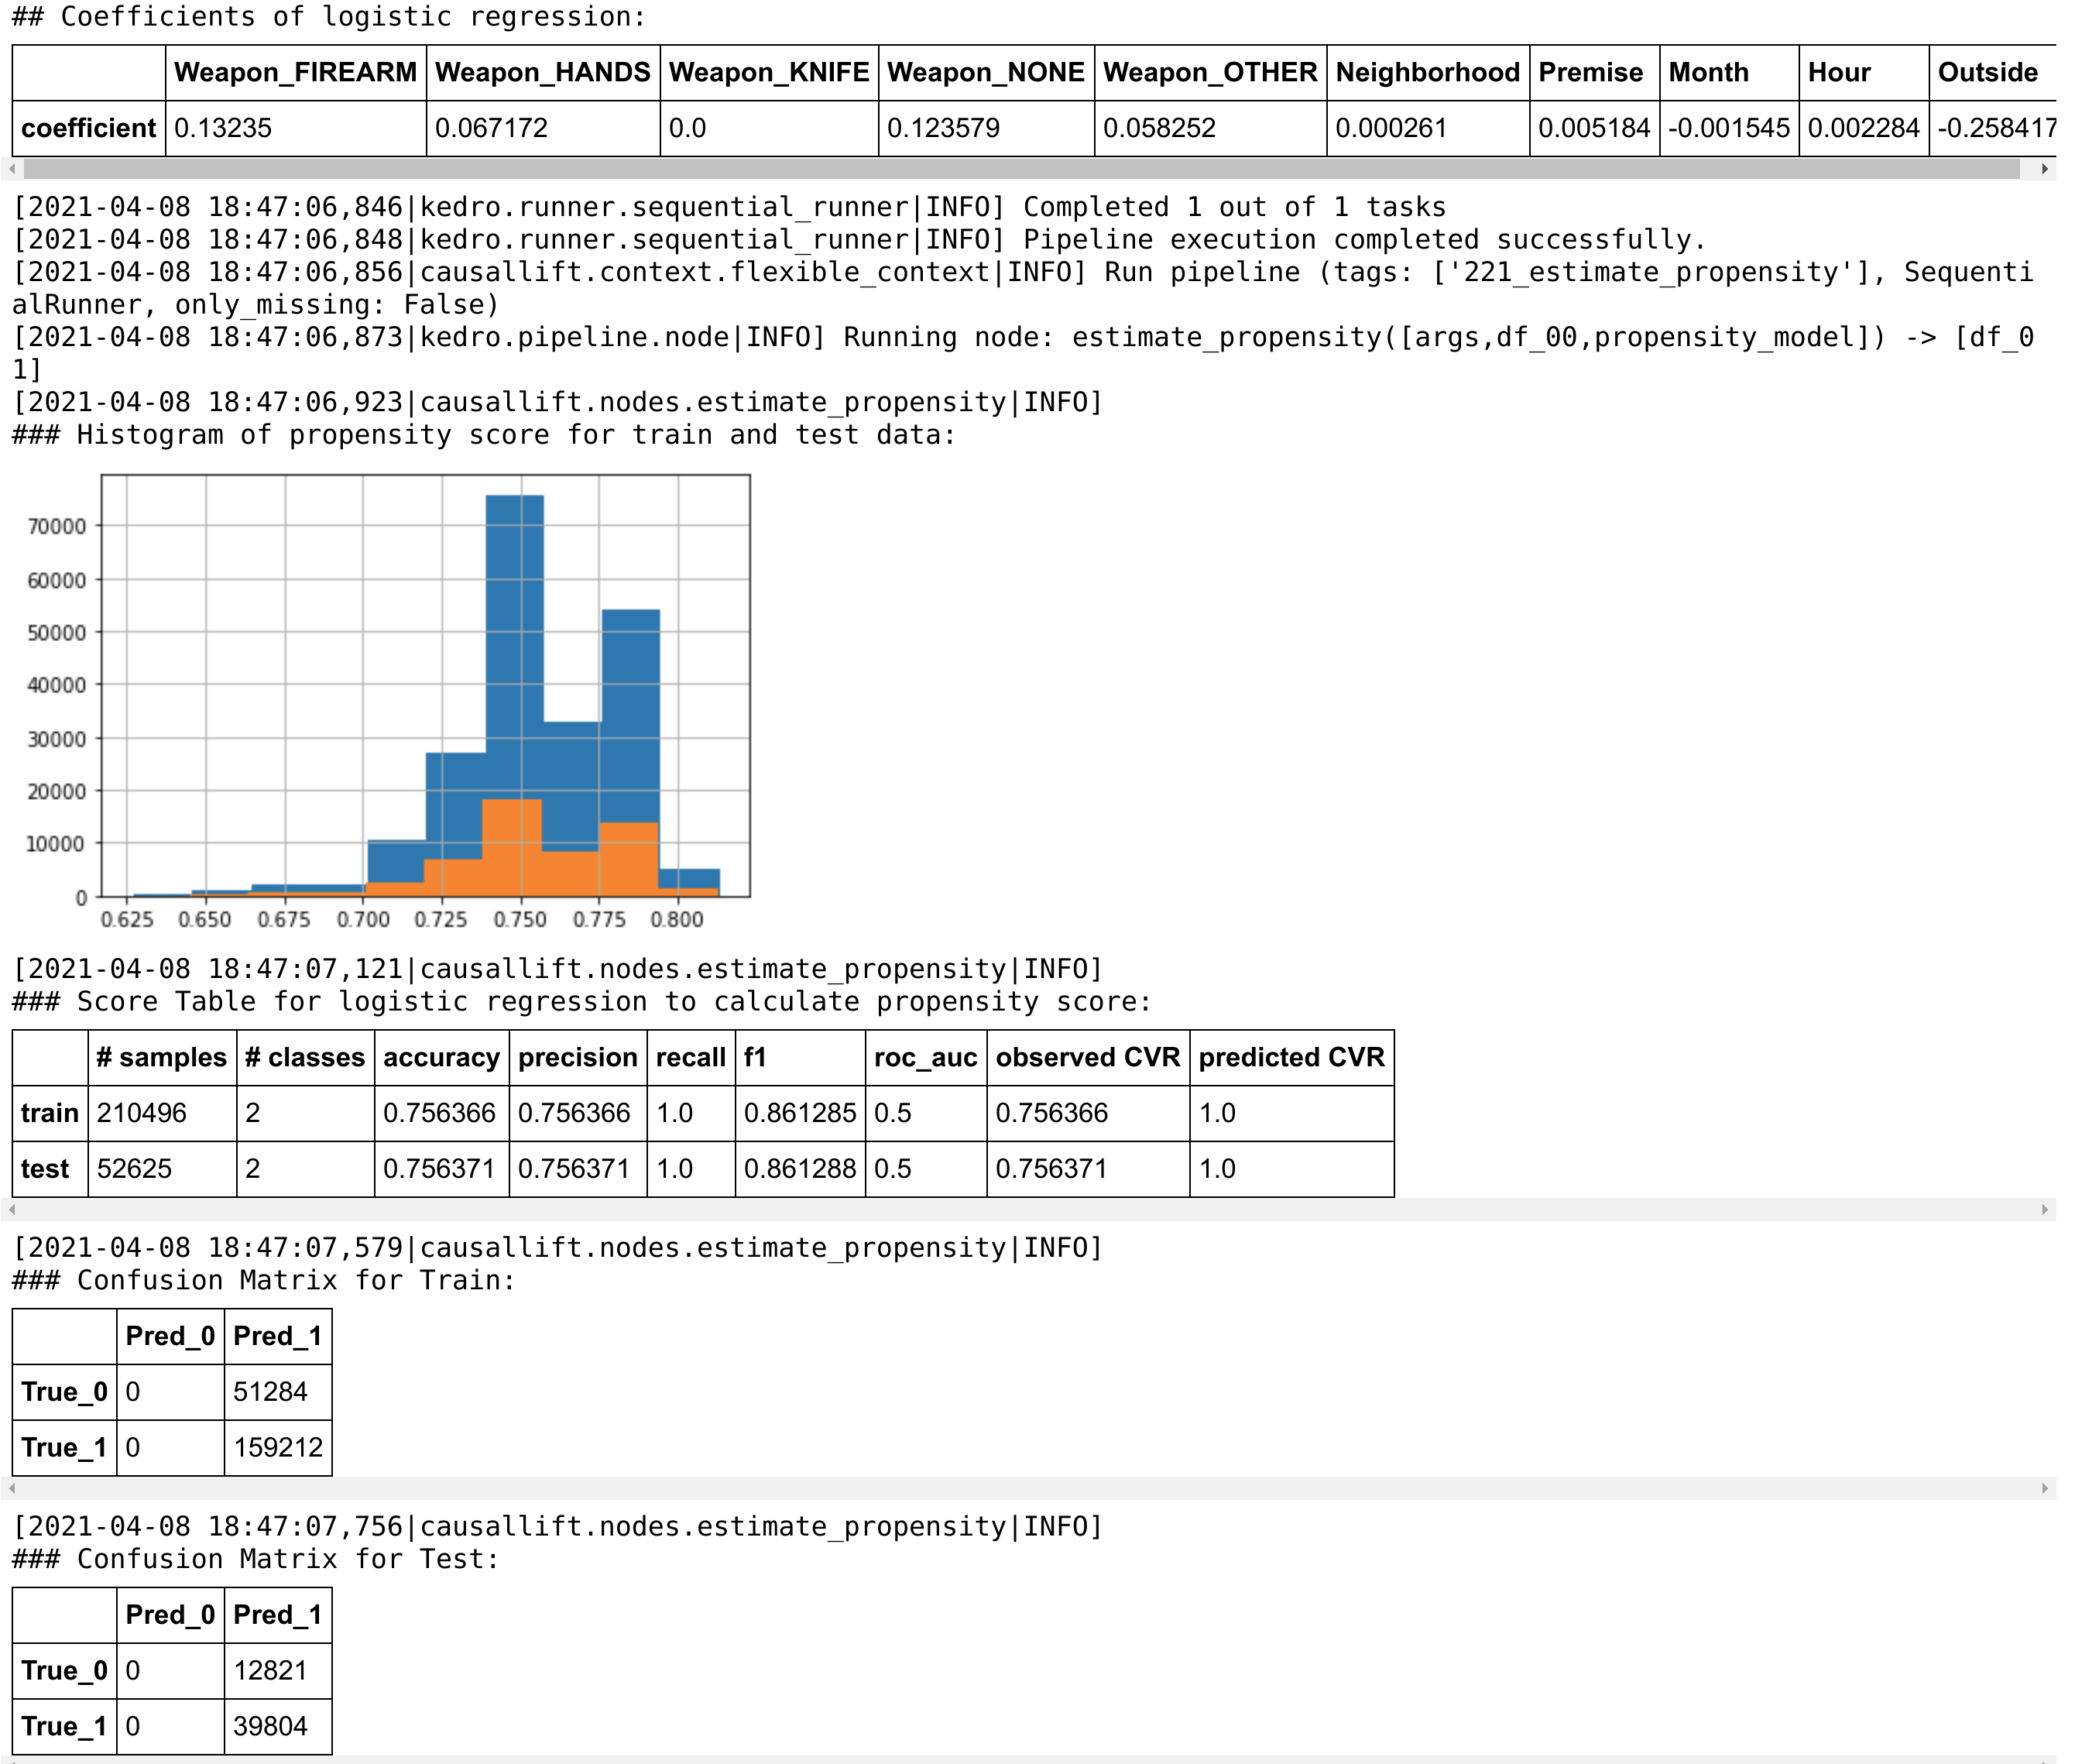 ## Coefficients of logistic regression:
Weapon_FIREARM Weapon_HANDS Weapon_KNIFE Weapon_NONE Weapon_OTHER Neighborhood Premise Month Hour Outside
coefficient 0.13235 0.067172 0.0 0.123579 0.058252 0.000261 0.005184 -0.001545 0.002284 -0.258417
[2021-04-08 18:47:06,846|kedro.runner.sequential_runner|INFO] Completed 1 out of 1 tasks
[2021-04-08 18:47:06,848|kedro.runner.sequential_runner|INFO] Pipeline execution completed successfully.
[2021-04-08 18:47:06,856|causallift.context.flexible_context|INFO] Run pipeline (tags: ['221_estimate_propensity'], Sequenti
alRunner, only_missing: False)
[2021-04-08 18:47:06,873|kedro.pipeline.node|INFO] Running node: estimate_propensity([args,df_00,propensity_model]) -> [df_0
1]
[2021-04-08 18:47:06,923|causallift.nodes.estimate_propensity|INFO]
### Histogram of propensity score for train and test data:
70000
60000
50000
40000
30000
20000
10000
0
0.625 0.650 0.675 0.700 0.725 0.750 0.775 0.800
[2021-04-08 18:47:07,121|causallift.nodes.estimate_propensity|INFO]
### Score Table for logistic regression to calculate propensity score:
# samples # classes accuracy precision recall f1 roc_auc observed CVR predicted CVR
train 210496 2 0.756366 0.756366 1.0 0.861285 0.5 0.756366 1.0
test 52625 2 0.756371 0.756371 1.0 0.861288 0.5 0.756371 1.0
[2021-04-08 18:47:07,579|causallift.nodes.estimate_propensity|INFO]
### Confusion Matrix for Train:
Pred_0 Pred_1
True_0 0 51284
True_1 0 159212
[2021-04-08 18:47:07,756|causallift.nodes.estimate_propensity|INFO]
### Confusion Matrix for Test:
Pred_0 Pred_1
True_0 0 12821
True_1 0 39804